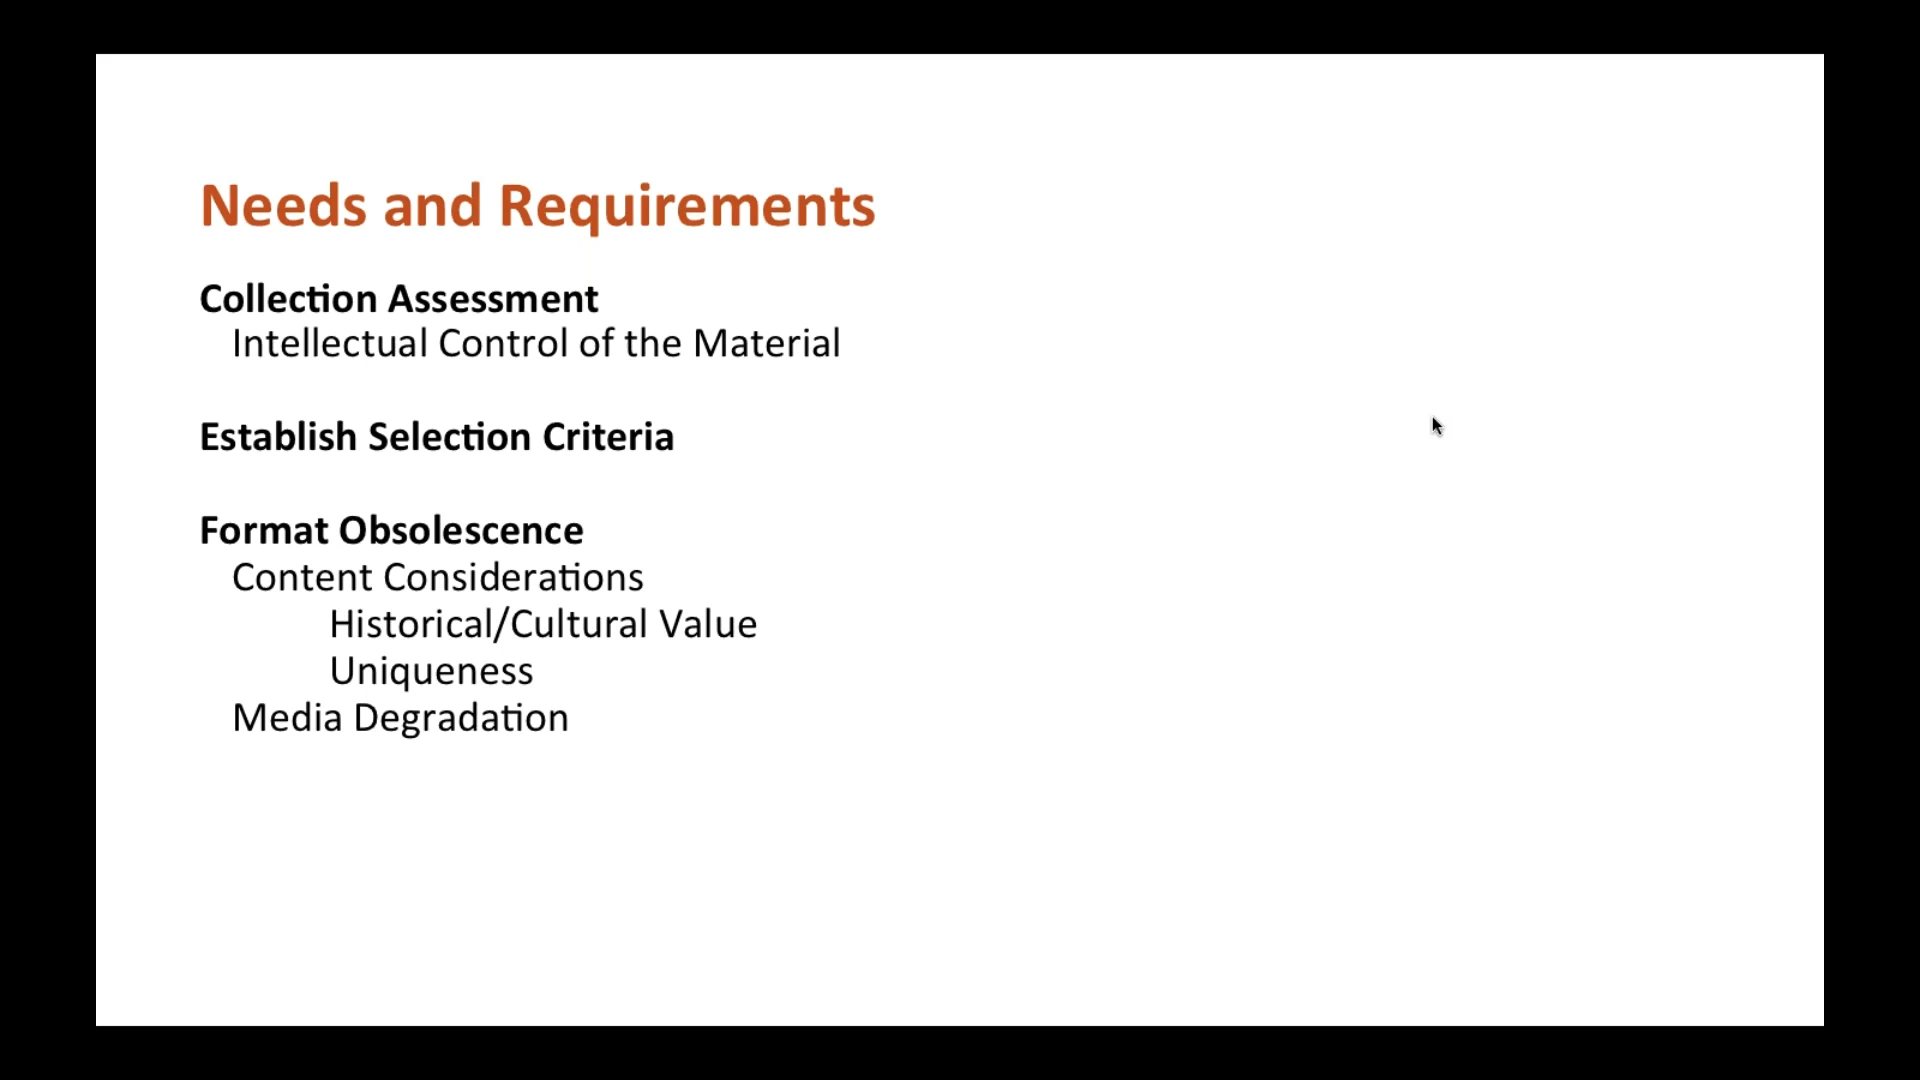 Needs and Requirements
Collection Assessment
Intellectual Control of the Material
Establish Selection Criteria
Format Obsolescence
Content Considerations
Historical/Cultural Value
Uniqueness
Media Degradation